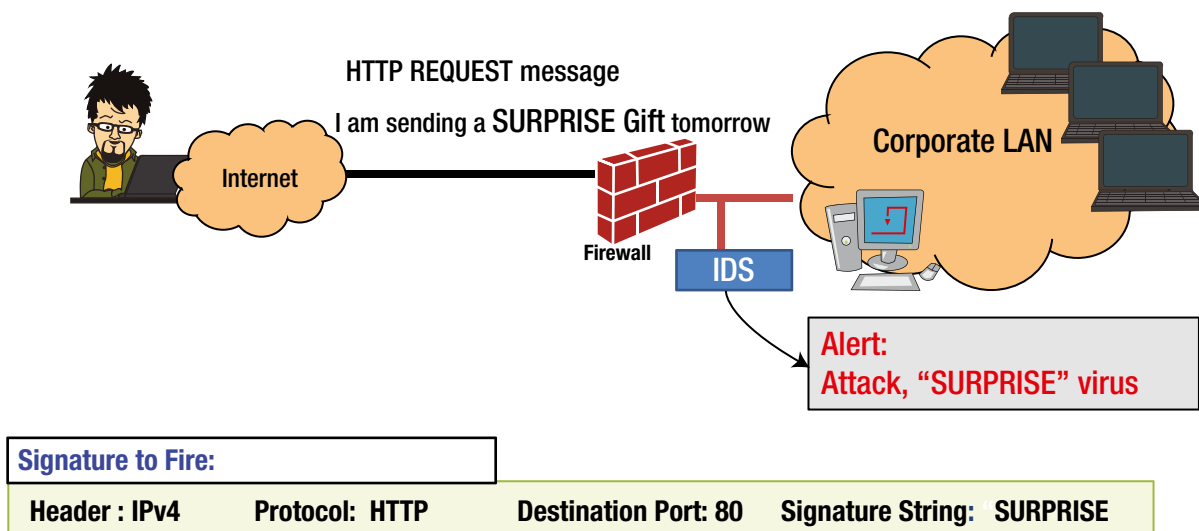 HTTP REQUEST message
I am sending a SURPRISE Gift tomorrow
Internet
Firewall
IDS
Corporate LAN
Alert:
Attack, “SURPRISE” virus
Signature to Fire:
Header : IPv4 Protocol: HTTP Destination Port: 80 Signature String: "SURPRISE